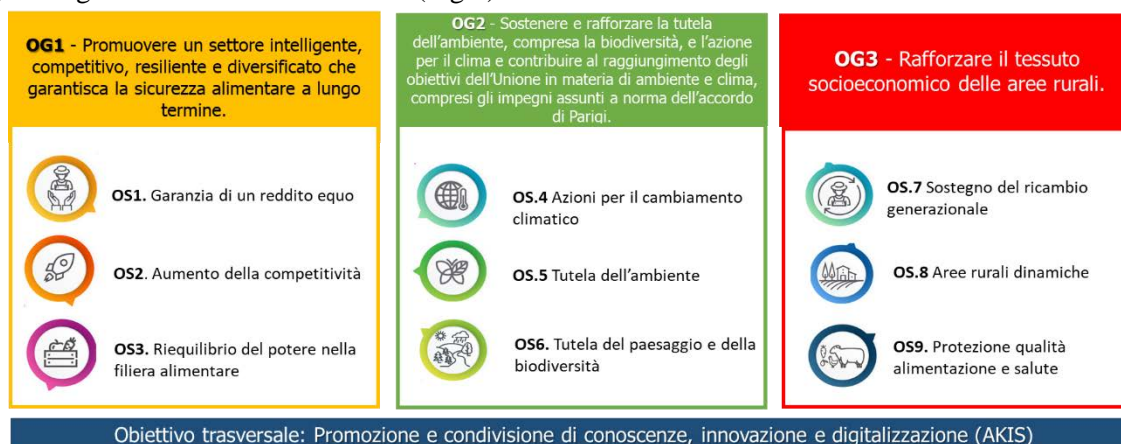 OG1 - Promuovere un settore intelligente,
competitivo, resiliente e diversificato che
garantisca la sicurezza alimentare a lungo
termine.
OS1. Garanzia di un reddito equo
OS2. Aumento della competitività
OS3. Riequilibrio del potere nella
filiera alimentare
OG2 - Sostenere e rafforzare la tutela
dell'ambiente, compresa la biodiversità, e l'azione
per il clima e contribuire al raggiungimento degli
obiettivi dell'Unione in materia di ambiente e clima,
compresi gli impegni assunti a norma dell'accordo
di Parigi.
OS.4 Azioni per il cambiamento
climatico
OS.5 Tutela dell'ambiente
OS6. Tutela del paesaggio e della
biodiversità
OG3 - Rafforzare il tessuto
socioeconomico delle aree rurali.
OS.7 Sostegno del ricambio
generazionale
OS.8 Aree rurali dinamiche
OS9. Protezione qualità
alimentazione e salute
Obiettivo trasversale: Promozione e condivisione di conoscenze, innovazione e digitalizzazione (AKIS)